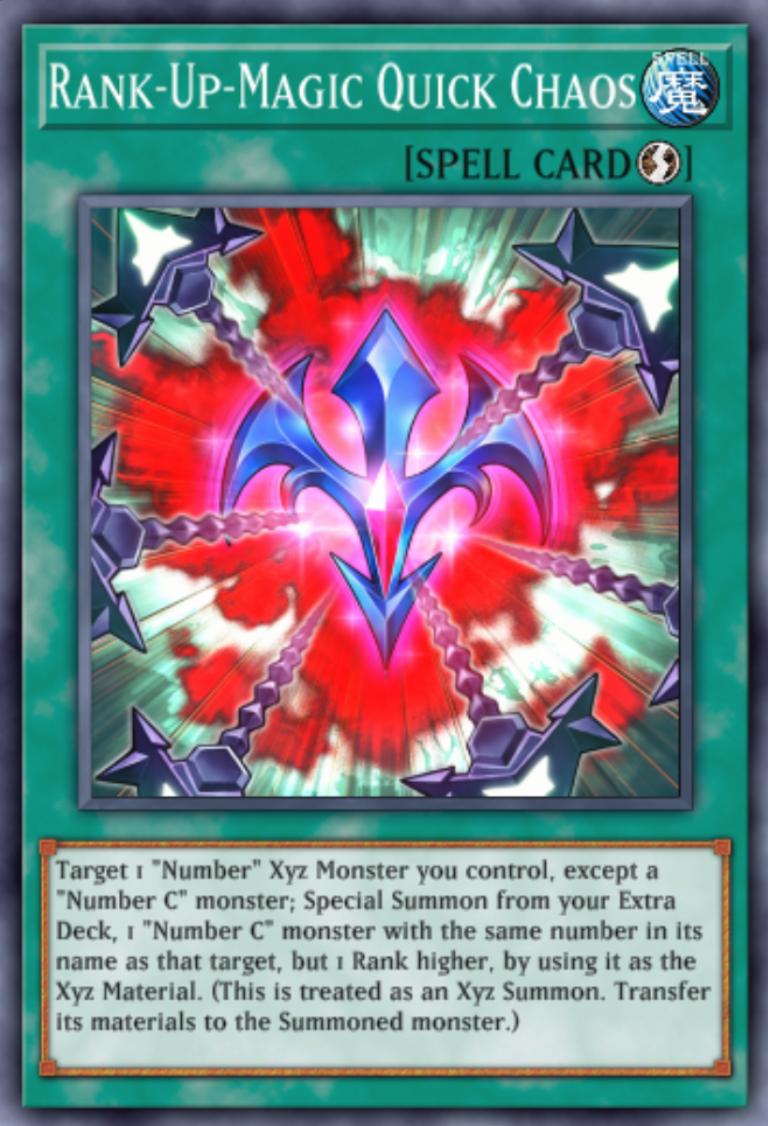 RANK-UP-MAGIC QUICK CHAOS
SPELL
魔
[SPELL CARD]
Target 1 "Number" Xyz Monster you control, except a
"Number C" monster; Special Summon from your Extra
Deck, 1 "Number C" monster with the same number in its
name as that target, but 1 Rank higher, by using it as the
Xyz Material. (This is treated as an Xyz Summon. Transfer
its materials to the Summoned monster.)